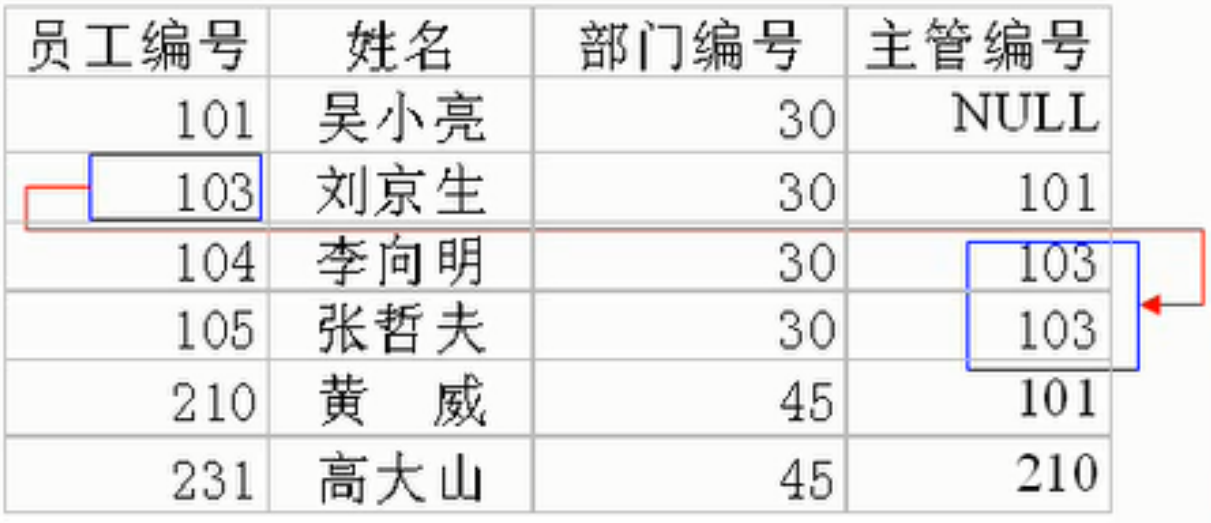 员工编号 姓名 部门编号 主管编号
101 吴小亮 30 NULL
103 刘京生 30 101
104 李向明 30 103
105 张哲夫 30 103
210 黄 威 45 101
231 高大山 45 210